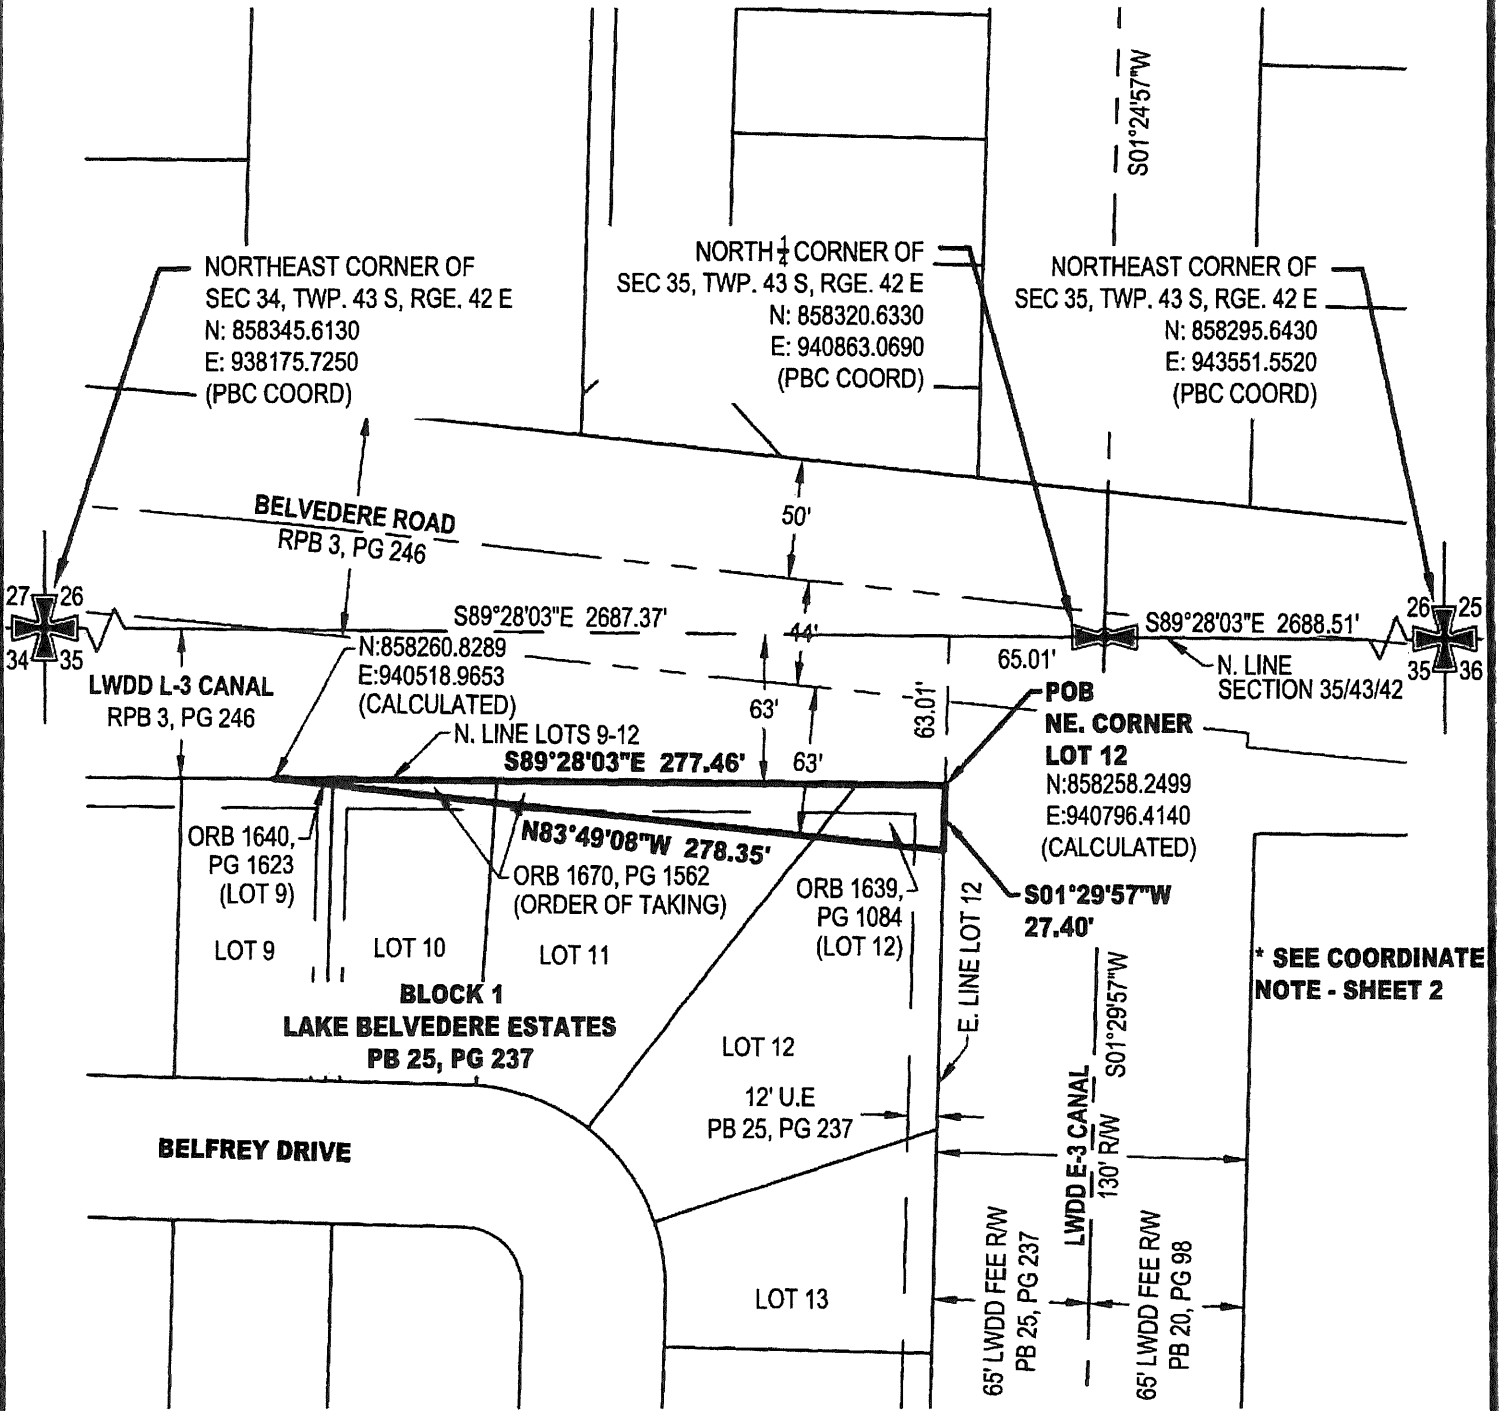 S01°24'57"W
NORTHEAST CORNER OF
SEC 34, TWP. 43 S, RGE. 42 E
N: 858345.6130
E: 938175.7250
(PBC COORD)
NORTH 1/4 CORNER OF
SEC 35, TWP. 43 S, RGE. 42 E
N: 858320.6330
E: 940863.0690
(PBC COORD)
NORTHEAST CORNER OF
SEC 35, TWP. 43 S, RGE. 42 E
N: 858295.6430
E: 943551.5520
(PBC COORD)
BELVEDERE ROAD
RPB 3, PG 246
50'
27 26
34 35
S89°28'03"E 2687.37'
44'
S89°28'03"E 2688.51'
26 25
35 36
N:858260.8289
E:940518.9653
(CALCULATED)
65.01'
N. LINE
SECTION 35/43/42
LWDD L-3 CANAL
RPB 3, PG 246
63'
63.01'
POB
NE. CORNER
LOT 12
N:858258.2499
E:940796.4140
(CALCULATED)
N. LINE LOTS 9-12
S89°28'03"E 277.46'
63'
ORB 1640,
PG 1623
(LOT 9)
N83°49'08"W 278.35'
ORB 1670, PG 1562
(ORDER OF TAKING)
ORB 1639,
PG 1084
(LOT 12)
S01°29'57"W
27.40'
E. LINE LOT 12
LOT 9
LOT 10
LOT 11
* SEE COORDINATE
NOTE - SHEET 2
BLOCK 1
LAKE BELVEDERE ESTATES
PB 25, PG 237
S01°29'57"W
LOT 12
12' U.E
PB 25, PG 237
BELFREY DRIVE
LWDD E-3 CANAL
130' R/W
65' LWDD FEE R/W
PB 25, PG 237
65' LWDD FEE R/W
PB 20, PG 98
LOT 13